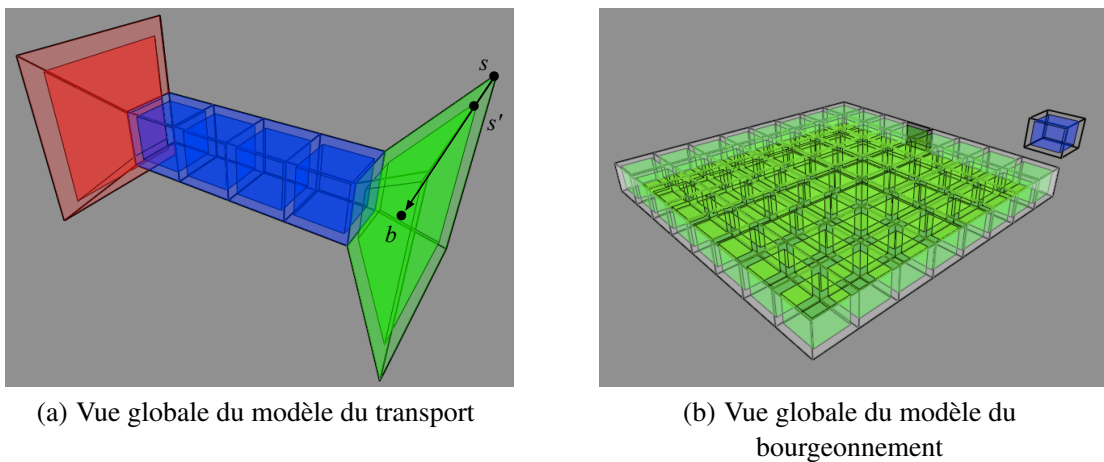 s
s'
b
(a) Vue globale du modèle du transport
(b) Vue globale du modèle du
bourgeonnement